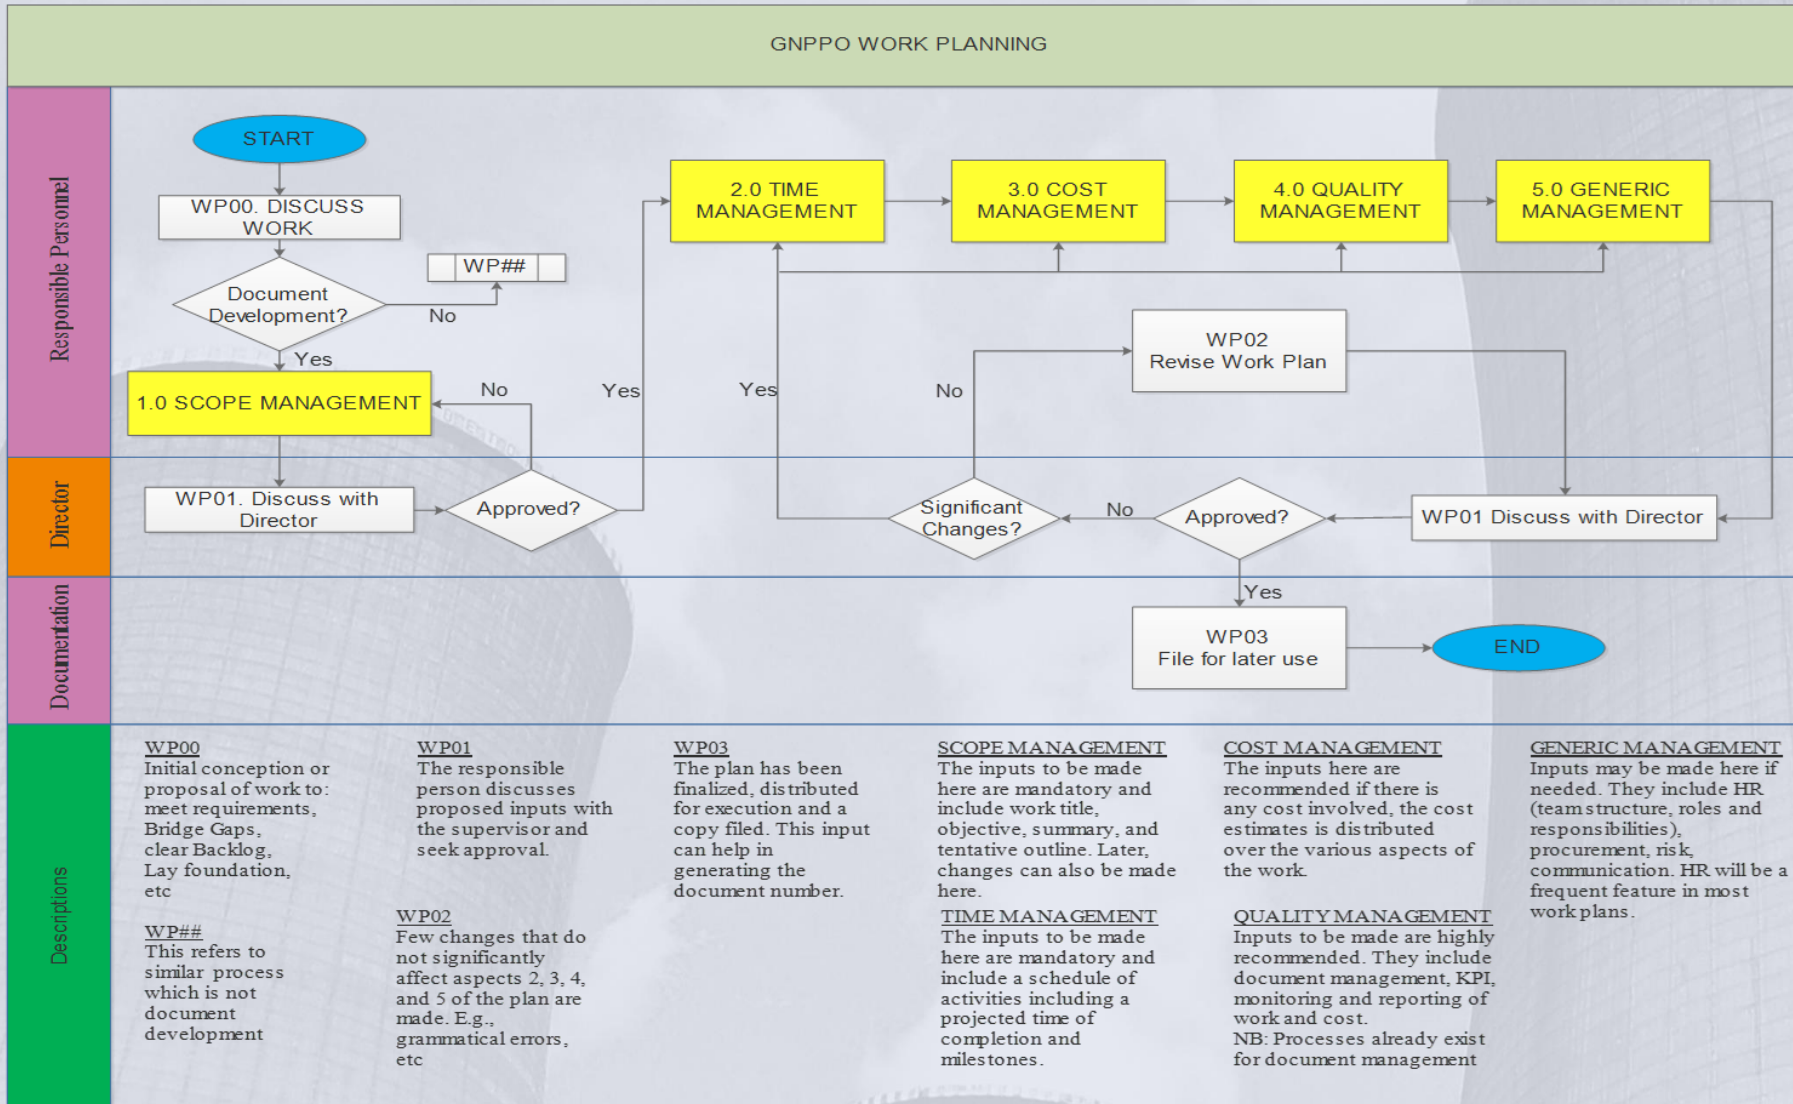 GNPPO WORK PLANNING
Responsible Personnel
START
WP00. DISCUSS
WORK
Document
Development?
No
WP##
Yes
1.0 SCOPE MANAGEMENT
No
Yes
2.0 TIME
MANAGEMENT
3.0 COST
MANAGEMENT
4.0 QUALITY
MANAGEMENT
5.0 GENERIC
MANAGEMENT
Yes
No
WP02
Revise Work Plan
Director
WP01. Discuss with
Director
Approved?
Significant
Changes?
No
Approved?
WP01 Discuss with Director
Documentation
Yes
WP03
File for later use
END
Descriptions
WP00
Initial conception or
proposal of work to:
meet requirements,
Bridge Gaps,
clear Backlog,
Lay foundation,
etc
WP##
This refers to
similar process
which is not
document
development
WP01
The responsible
person discusses
proposed inputs with
the supervisor and
seek approval.
WP02
Few changes that do
not significantly
affect aspects 2, 3, 4,
and 5 of the plan are
made. E.g.,
grammatical errors,
etc
WP03
The plan has been
finalized, distributed
for execution and a
copy filed. This input
can help in
generating the
document number.
SCOPE MANAGEMENT
The inputs to be made
here are mandatory and
include work title,
objective, summary, and
tentative outline. Later,
changes can also be made
here.
TIME MANAGEMENT
The inputs to be made
here are mandatory and
include a schedule of
activities including a
projected time of
completion and
milestones.
COST MANAGEMENT
The inputs here are
recommended if there is
any cost involved, the cost
estimates is distributed
over the various aspects of
the work.
QUALITY MANAGEMENT
Inputs to be made are highly
recommended. They include
document management, KPI,
monitoring and reporting of
work and cost.
NB: Processes already exist
for document management
GENERIC MANAGEMENT
Inputs may be made here if
needed. They include HR
(team structure, roles and
responsibilities),
procurement, risk,
communication. HR will be a
frequent feature in most
work plans.